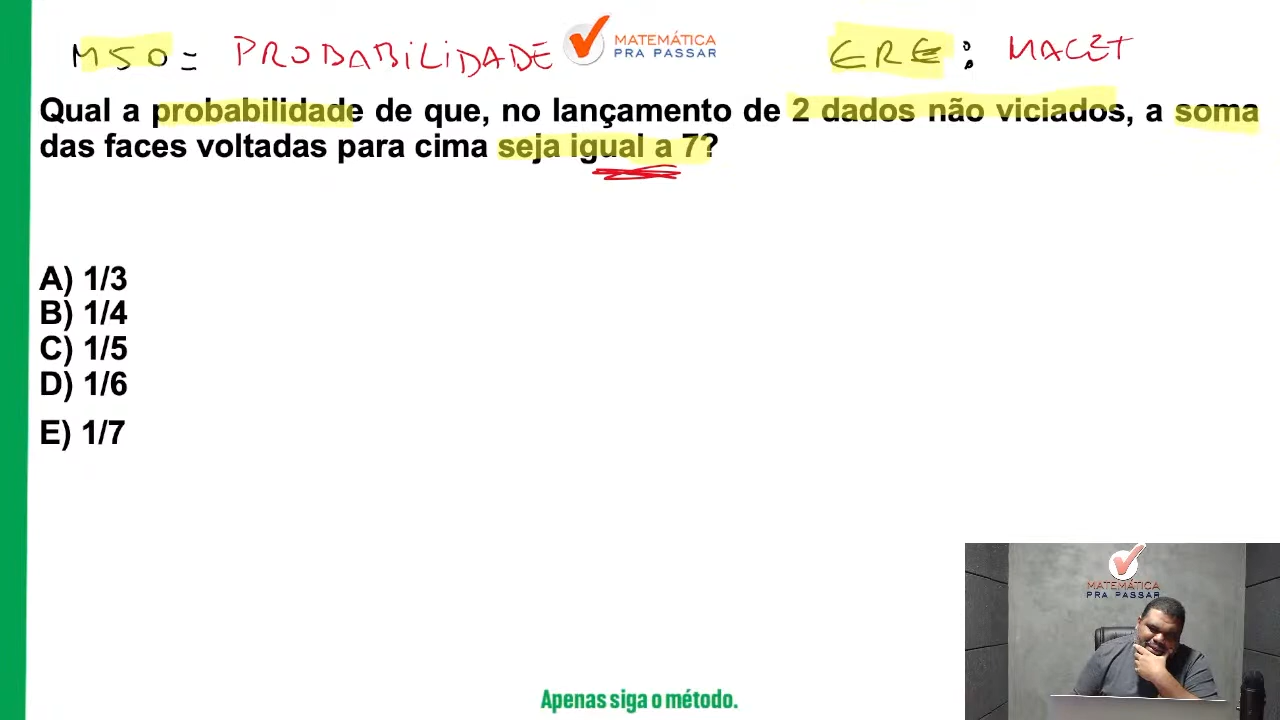 M50 = PROBABILIDADE
MATEMÁTICA
PRA PASSAR
ERE: MACET
Qual a probabilidade de que, no lançamento de 2 dados não viciados, a soma
das faces voltadas para cima seja igual a 7?
A) 1/3
B) 1/4
C) 1/5
D) 1/6
E) 1/7
MATEMÁTICA
PRA PASSAR
Apenas siga o método.